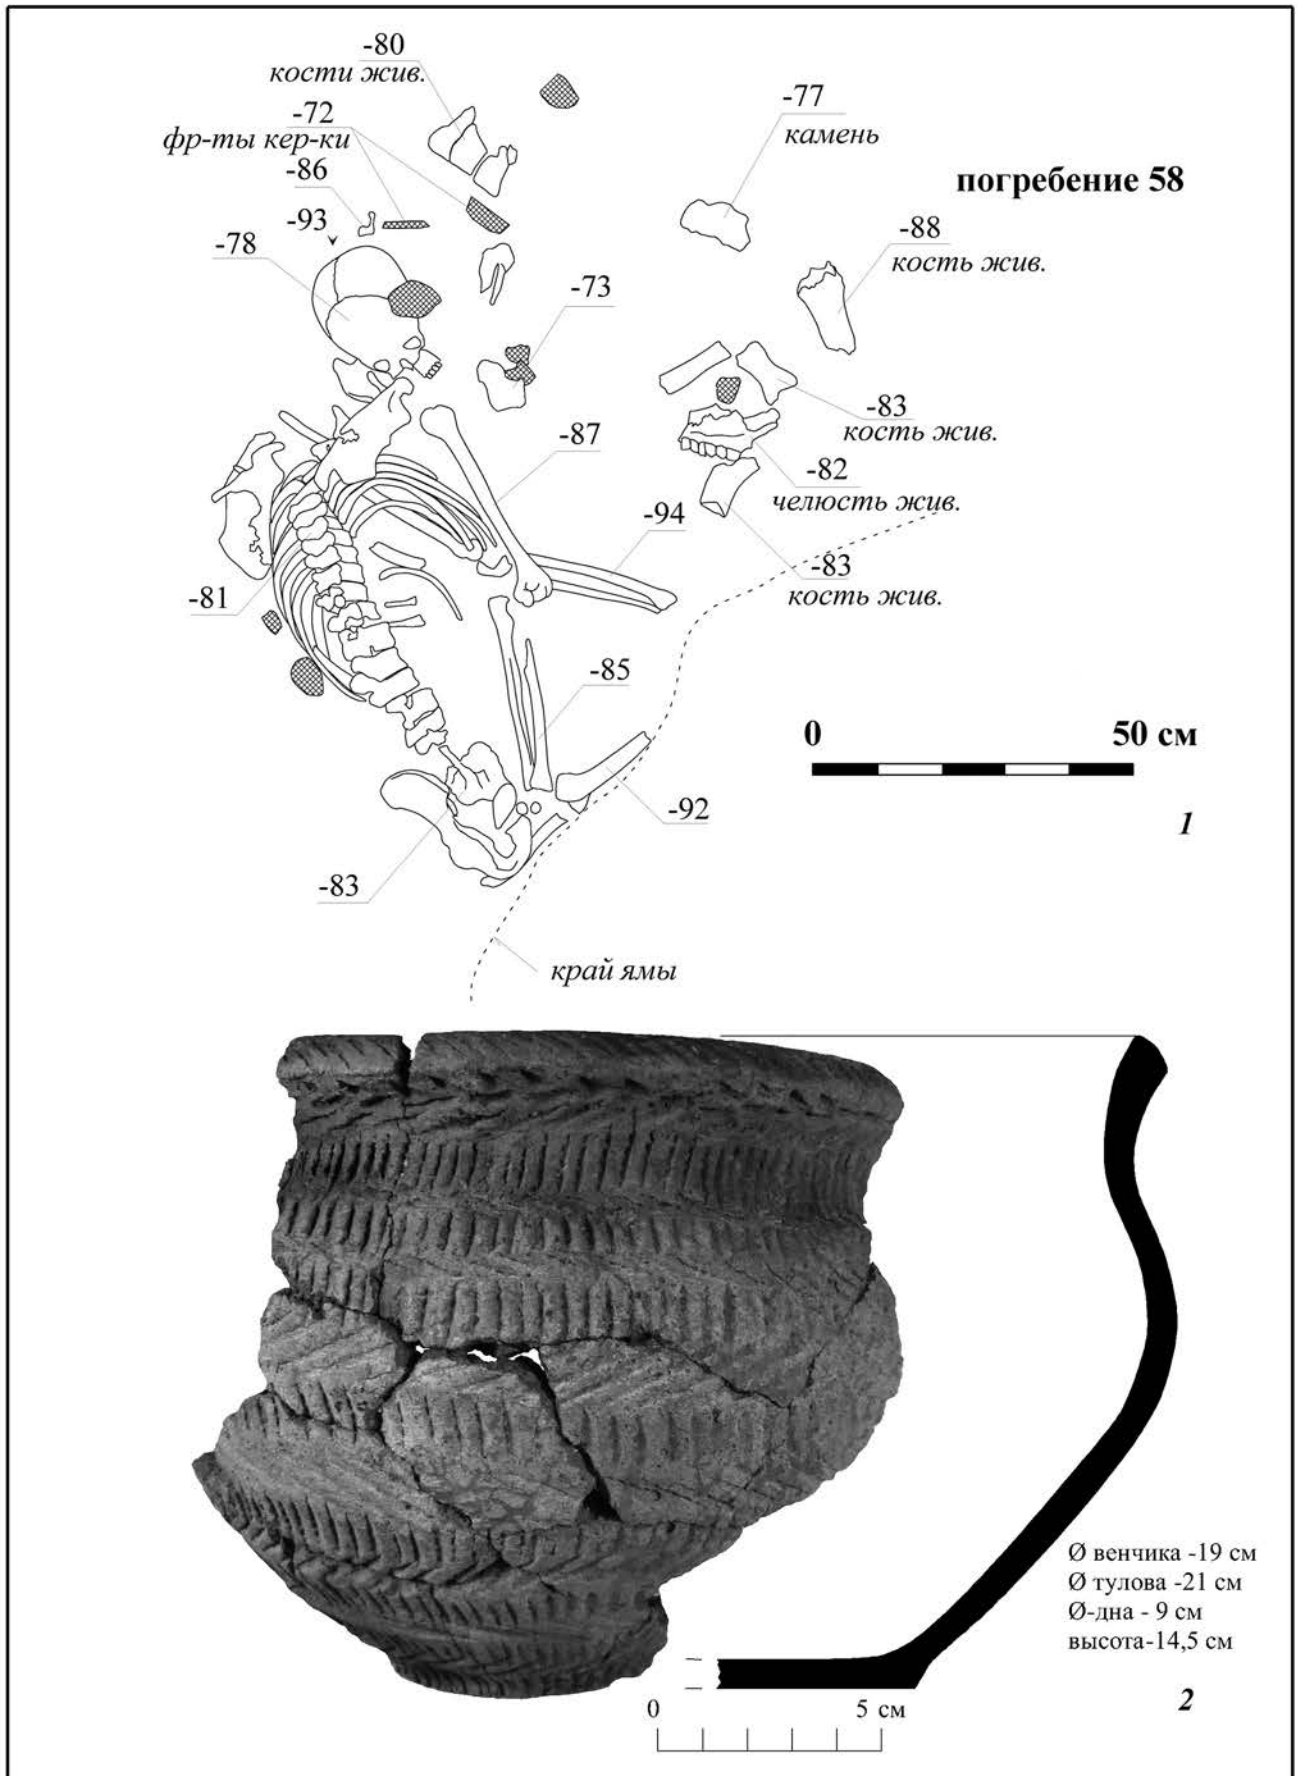 -80
кости жив.
-72
фр-ты кер-ки
-86
-93
-78
-77
камень
погребение 58
-88
кость жив.
-73
-83
кость жив.
-87
-82
челюсть жив.
-94
-83
кость жив.
-81
-85
0 50 см
-92
1
-83
край ямы
Ø венчика -19 см
Ø тулова -21 см
Ø-дна - 9 см
высота-14,5 см
2
0 5 см